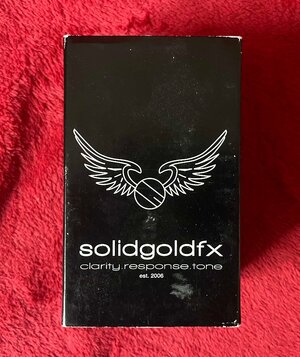 solidgoldfx
clarity.response.tone
est. 2006